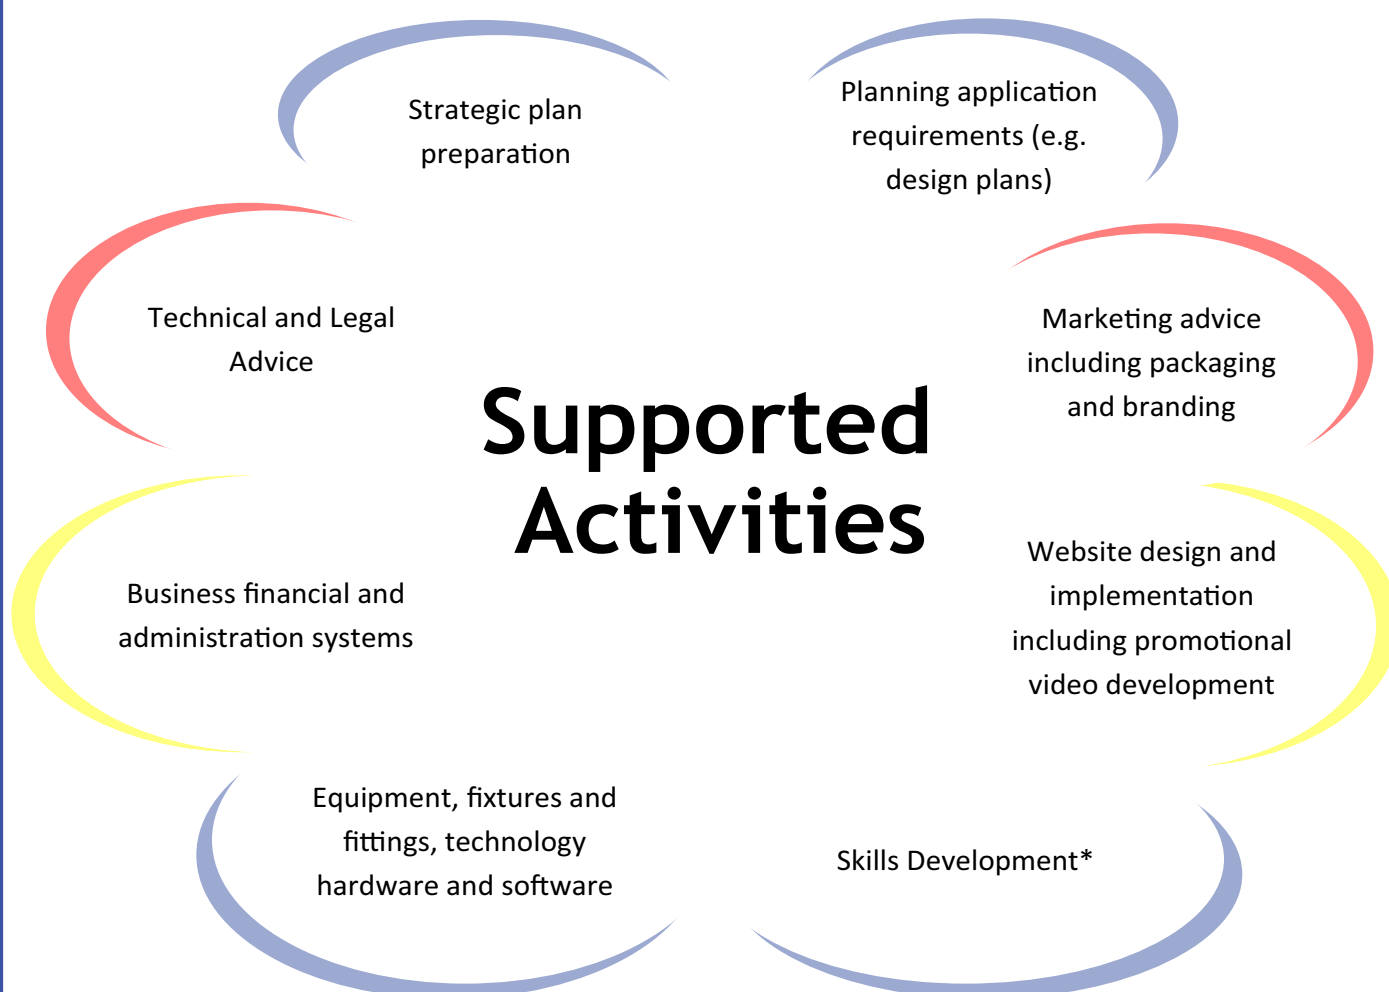 Strategic plan
preparation
Planning application
requirements (e.g.
design plans)
Technical and Legal
Advice
Marketing advice
including packaging
and branding
Supported
Activities
Business financial and
administration systems
Website design and
implementation
including promotional
video development
Equipment, fixtures and
fittings, technology
hardware and software
Skills Development*